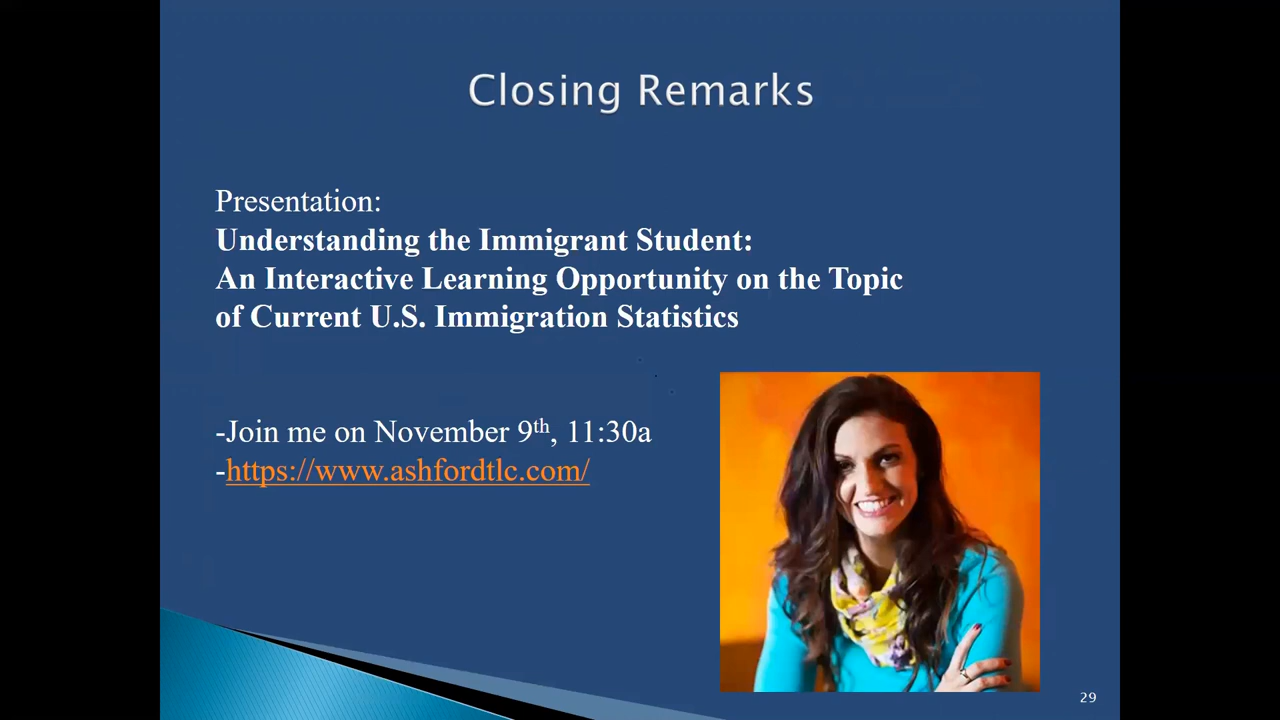 Closing Remarks
Presentation:
Understanding the Immigrant Student:
An Interactive Learning Opportunity on the Topic
of Current U.S. Immigration Statistics
-Join me on November 9th, 11:30a
-https://www.ashfordtlc.com/
29